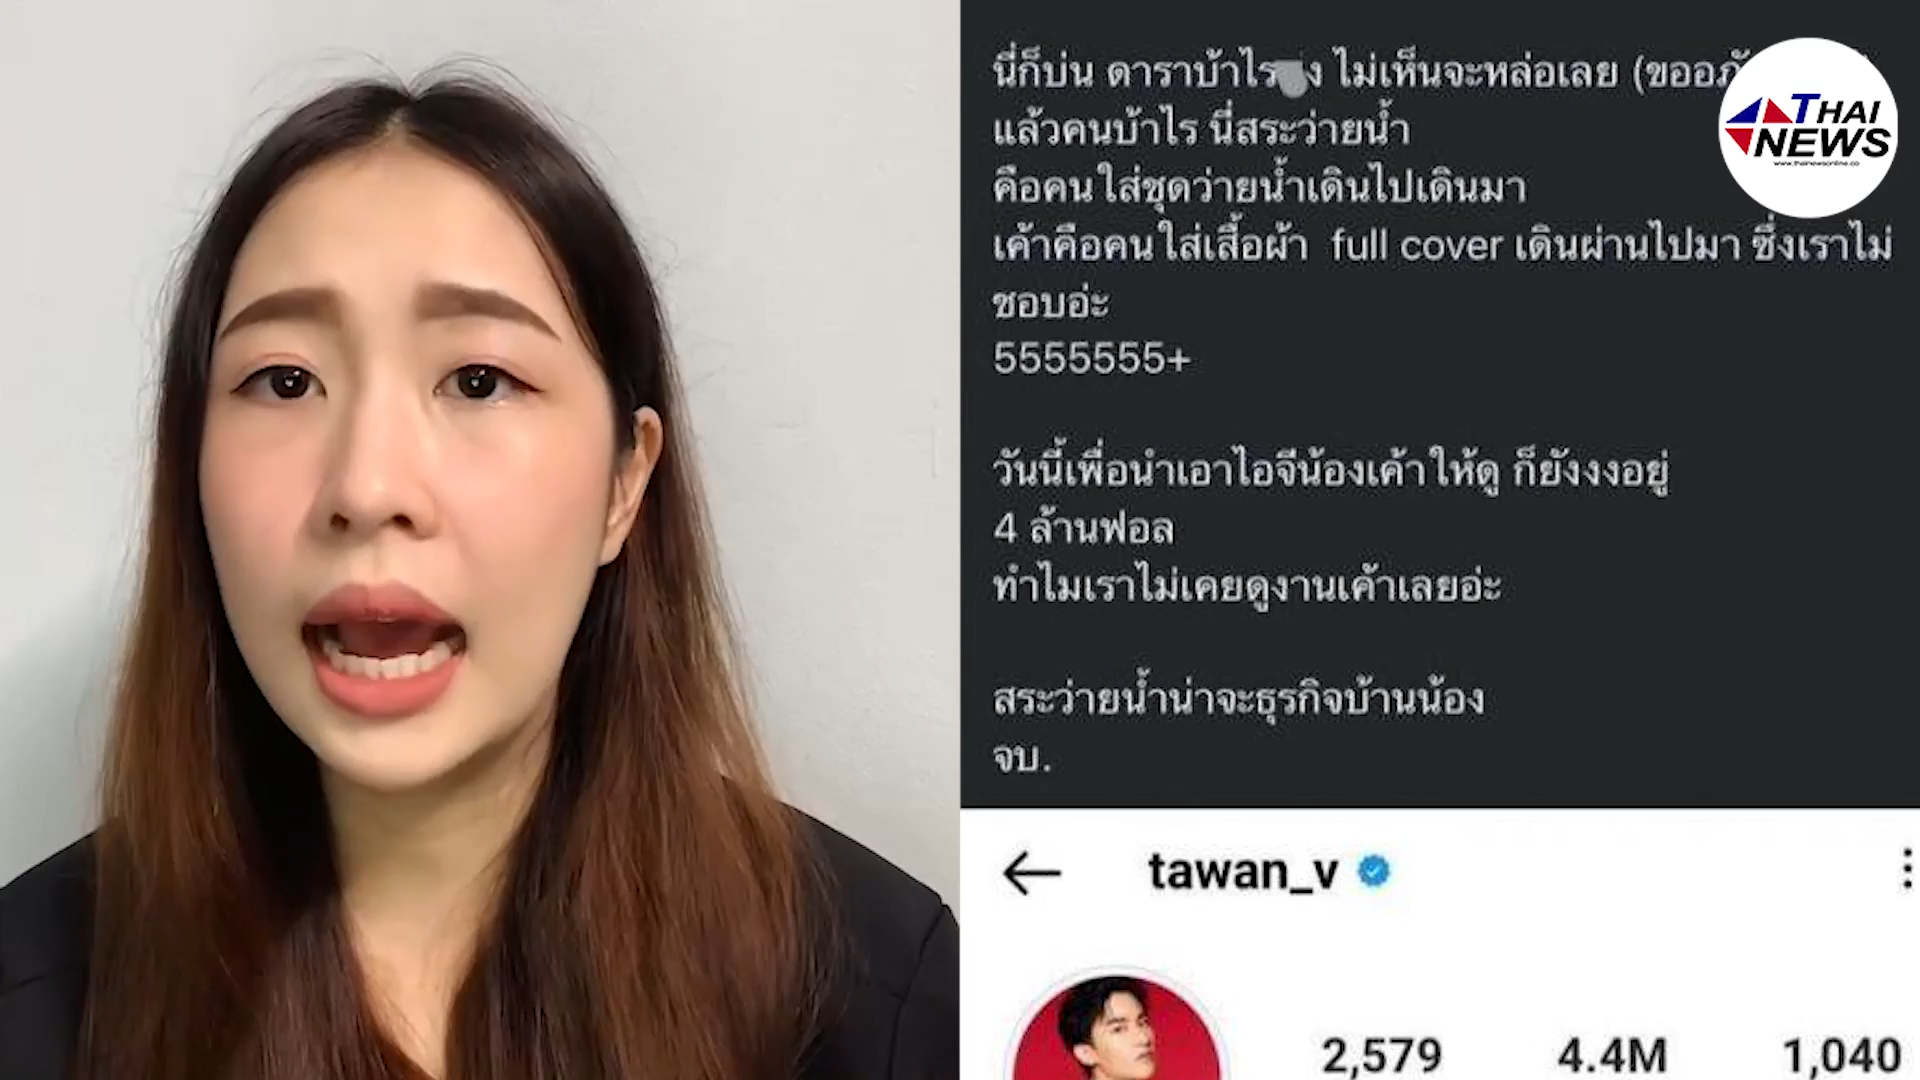 นี่ก็บ่น ดาราบ้าไร ไม่เห็นจะหล่อเลย
แล้วคนบ้าไร นี่สระว่ายน้ำ
คือคนใส่ชุดว่ายน้ำเดินไปเดินมา
เค้าคือคนใส่เสื้อผ้า full cover เดินผ่านไปมา ซึ่งเราไม่
ชอบอ่ะ
5555555+
วันนี้เพื่อนำเอาไอจีน้องเค้าให้ดู ก็ยังงงอยู่
4 ล้านฟอล
ทำไมเราไม่เคยดูงานเค้าเลยอ่ะ
สระว่ายน้ำน่าจะธุรกิจบ้านน้อง
จบ.
THAI
NEWS
www.thainewsonline.co
tawan_v
2,579 4.4M 1,040